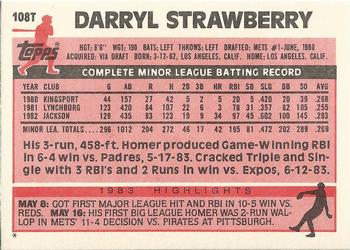 108T
Topps
DARRYL STRAWBERRY
HGT: 6'6" WGT: 190 BATS: LEFT THROWS: LEFT DRAFTED: METS #1-JUNE, 1980
ACQUIRED: VIA DRAFT BORN: 3-12-62, LOS ANGELES, CALIF. HOME: LOS ANGELES, CALIF.
COMPLETE MINOR LEAGUE BATTING RECORD
YEAR CLUB G AB R H 2B 3B HR RBI SB SLG BB SO AVG
1980 KINGSPORT 44 157 27 42 5 2 5 20 5 .420 20 39 .268
1981 LYNCHBURG 123 420 84 107 22 6 13 78 31 .429 82 105 .255
1982 JACKSON 129 435 93 123 19 9 34 97 45 .602 100 145 .283
MINOR LEA. TOTALS 296 1012 204 272 46 17 52 195 81 .502 202 289 .269
His 3-run, 458-ft. Homer produced Game-Winning RBI
in 6-4 win vs. Padres, 5-17-83. Cracked Triple and Sin-
gle with 3 RBI's and 2 Runs in win vs. Expos, 6-12-83.
1983 HIGHLIGHTS
MAY 8: GOT FIRST MAJOR LEAGUE HIT AND RBI IN 10-5 WIN VS.
REDS. MAY 16: HIS FIRST BIG LEAGUE HOMER WAS 2-RUN WAL-
LOP IN METS' 11-4 DECISION VS. PIRATES AT PITTSBURGH.
*